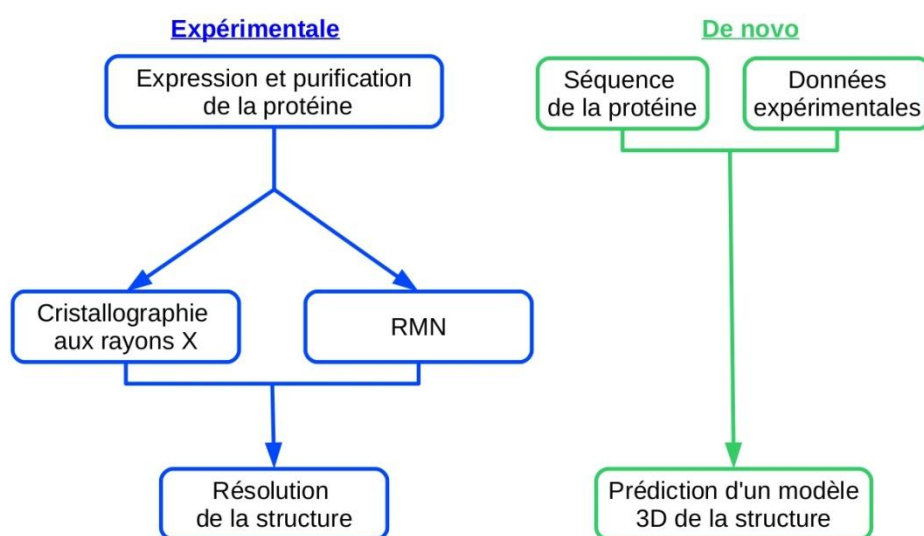 Expérimentale
Expression et purification
de la protéine
Cristallographie
aux rayons X
RMN
Résolution
de la structure
De novo
Séquence
de la protéine
Données
expérimentales
Prédiction d'un modèle
3D de la structure